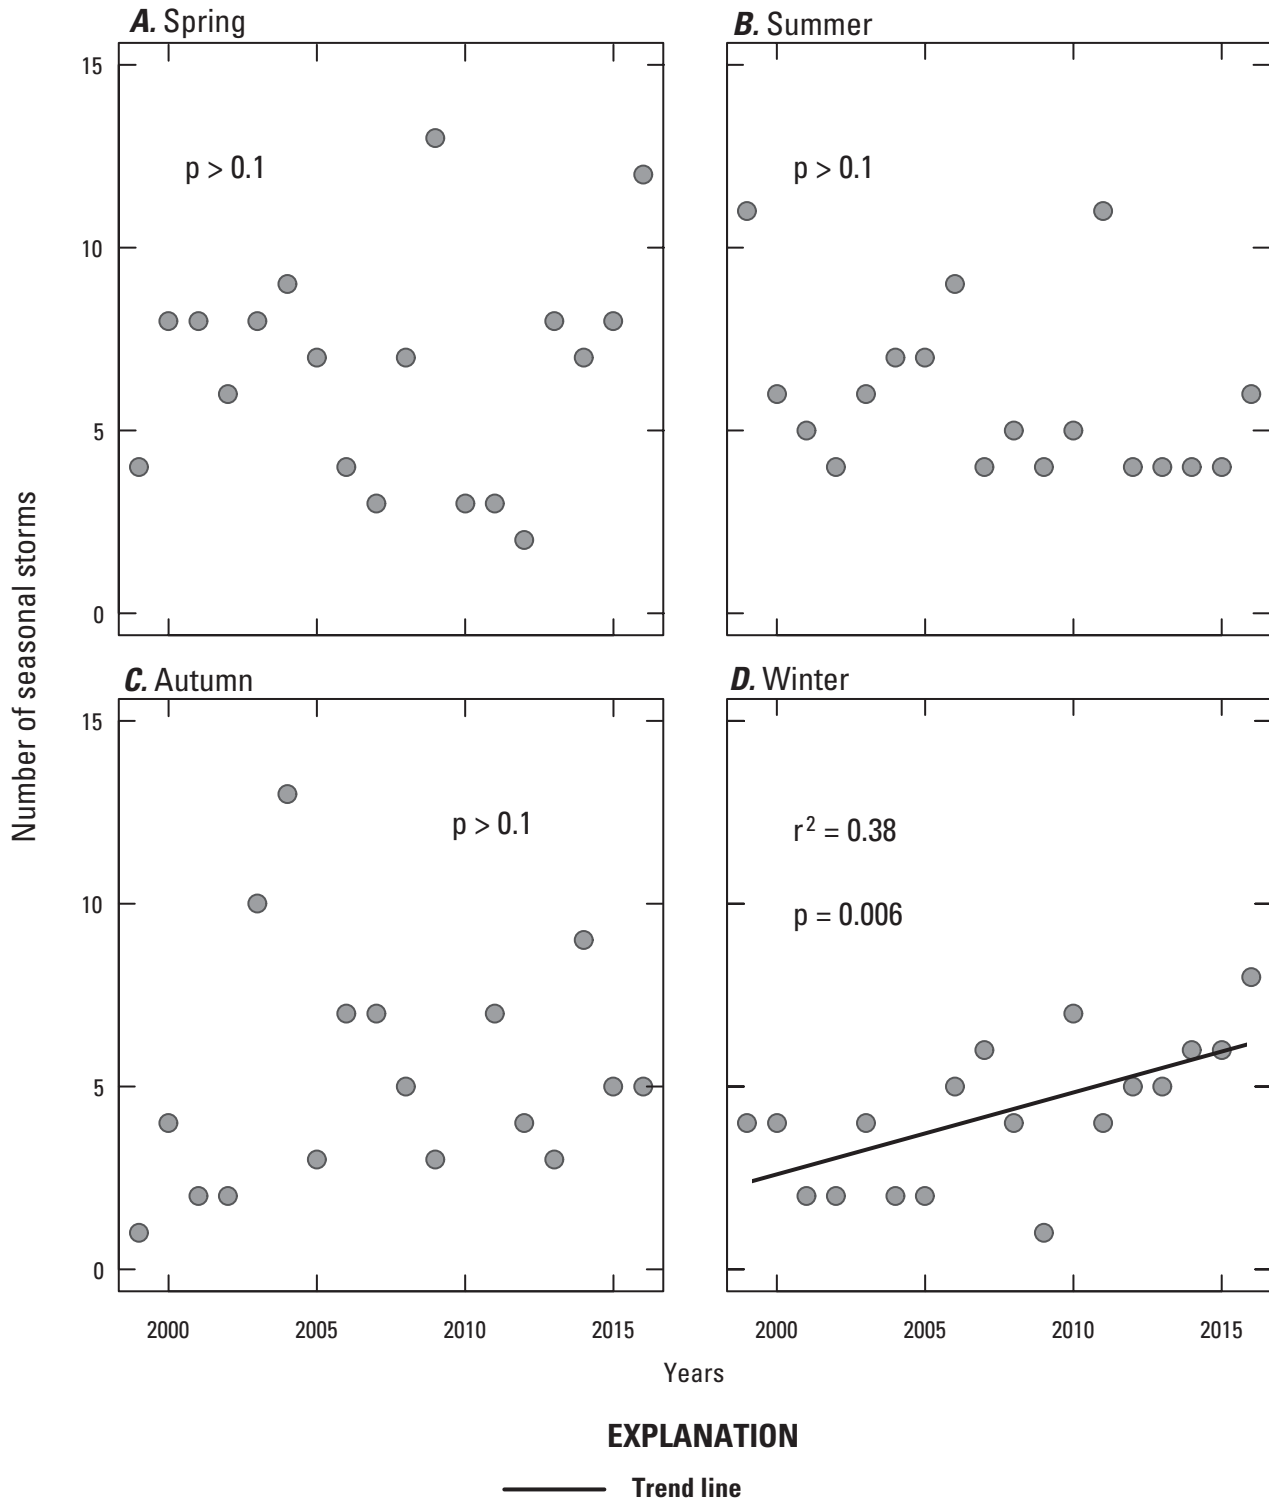 A. Spring
B. Summer
15
10
5
0
p > 0.1
p > 0.1
Number of seasonal storms
C. Autumn
D. Winter
15
10
5
0
p > 0.1
r² = 0.38
p = 0.006
2000 2005 2010 2015
2000 2005 2010 2015
Years
EXPLANATION
Trend line